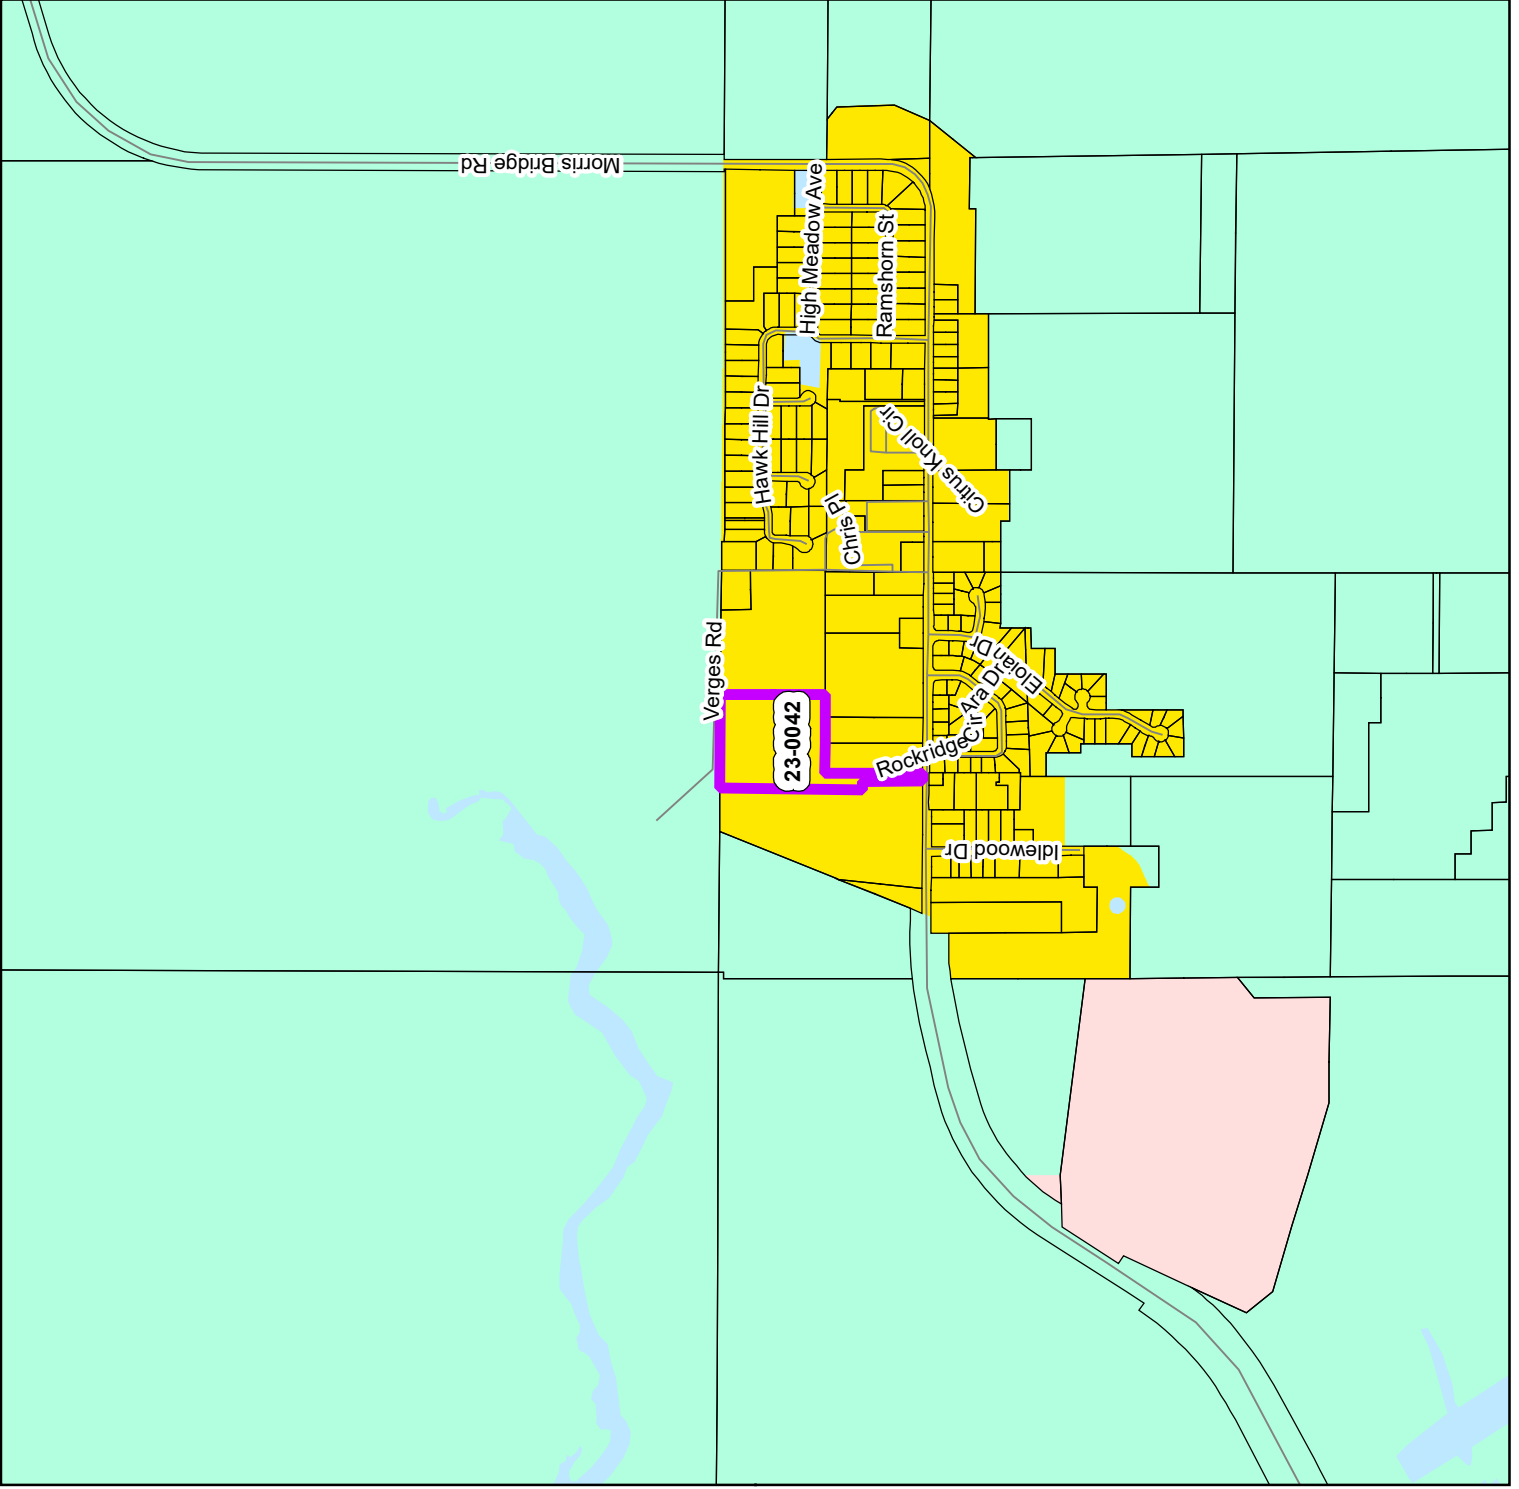 Morris Bridge Rd
High Meadow Ave
Ramshorn St
Hawk Hill Dr
Citrus Knoll Cir
Chris Pl
Verges Rd
Eloian Dr
Ara Dr
Rockridge Cir
23-0042
Idlewood Dr